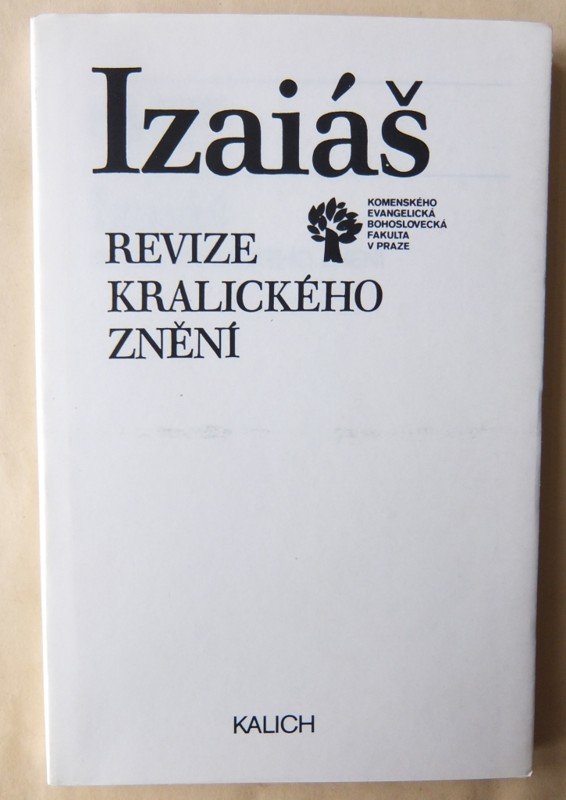 Izaiáš
KOMENSKÉHO
EVANGELICKÁ
BOHOSLOVECKÁ
FAKULTA
V PRAZE
REVIZE
KRALICKÉHO
ZNĚNÍ
KALICH